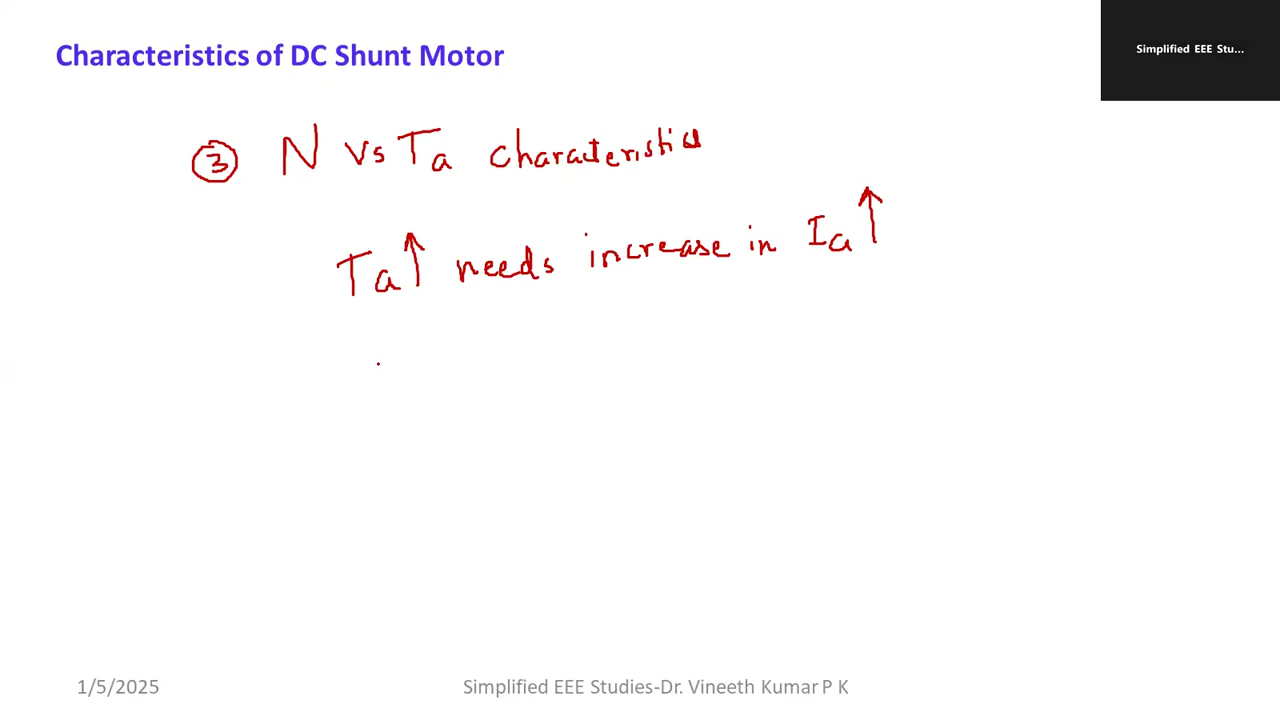 Characteristics of DC Shunt Motor
Simplified EEE Stu...
③ N Vs Ta characteristics
Ta↑ needs increase in Ia↑
1/5/2025
Simplified EEE Studies-Dr. Vineeth Kumar P K